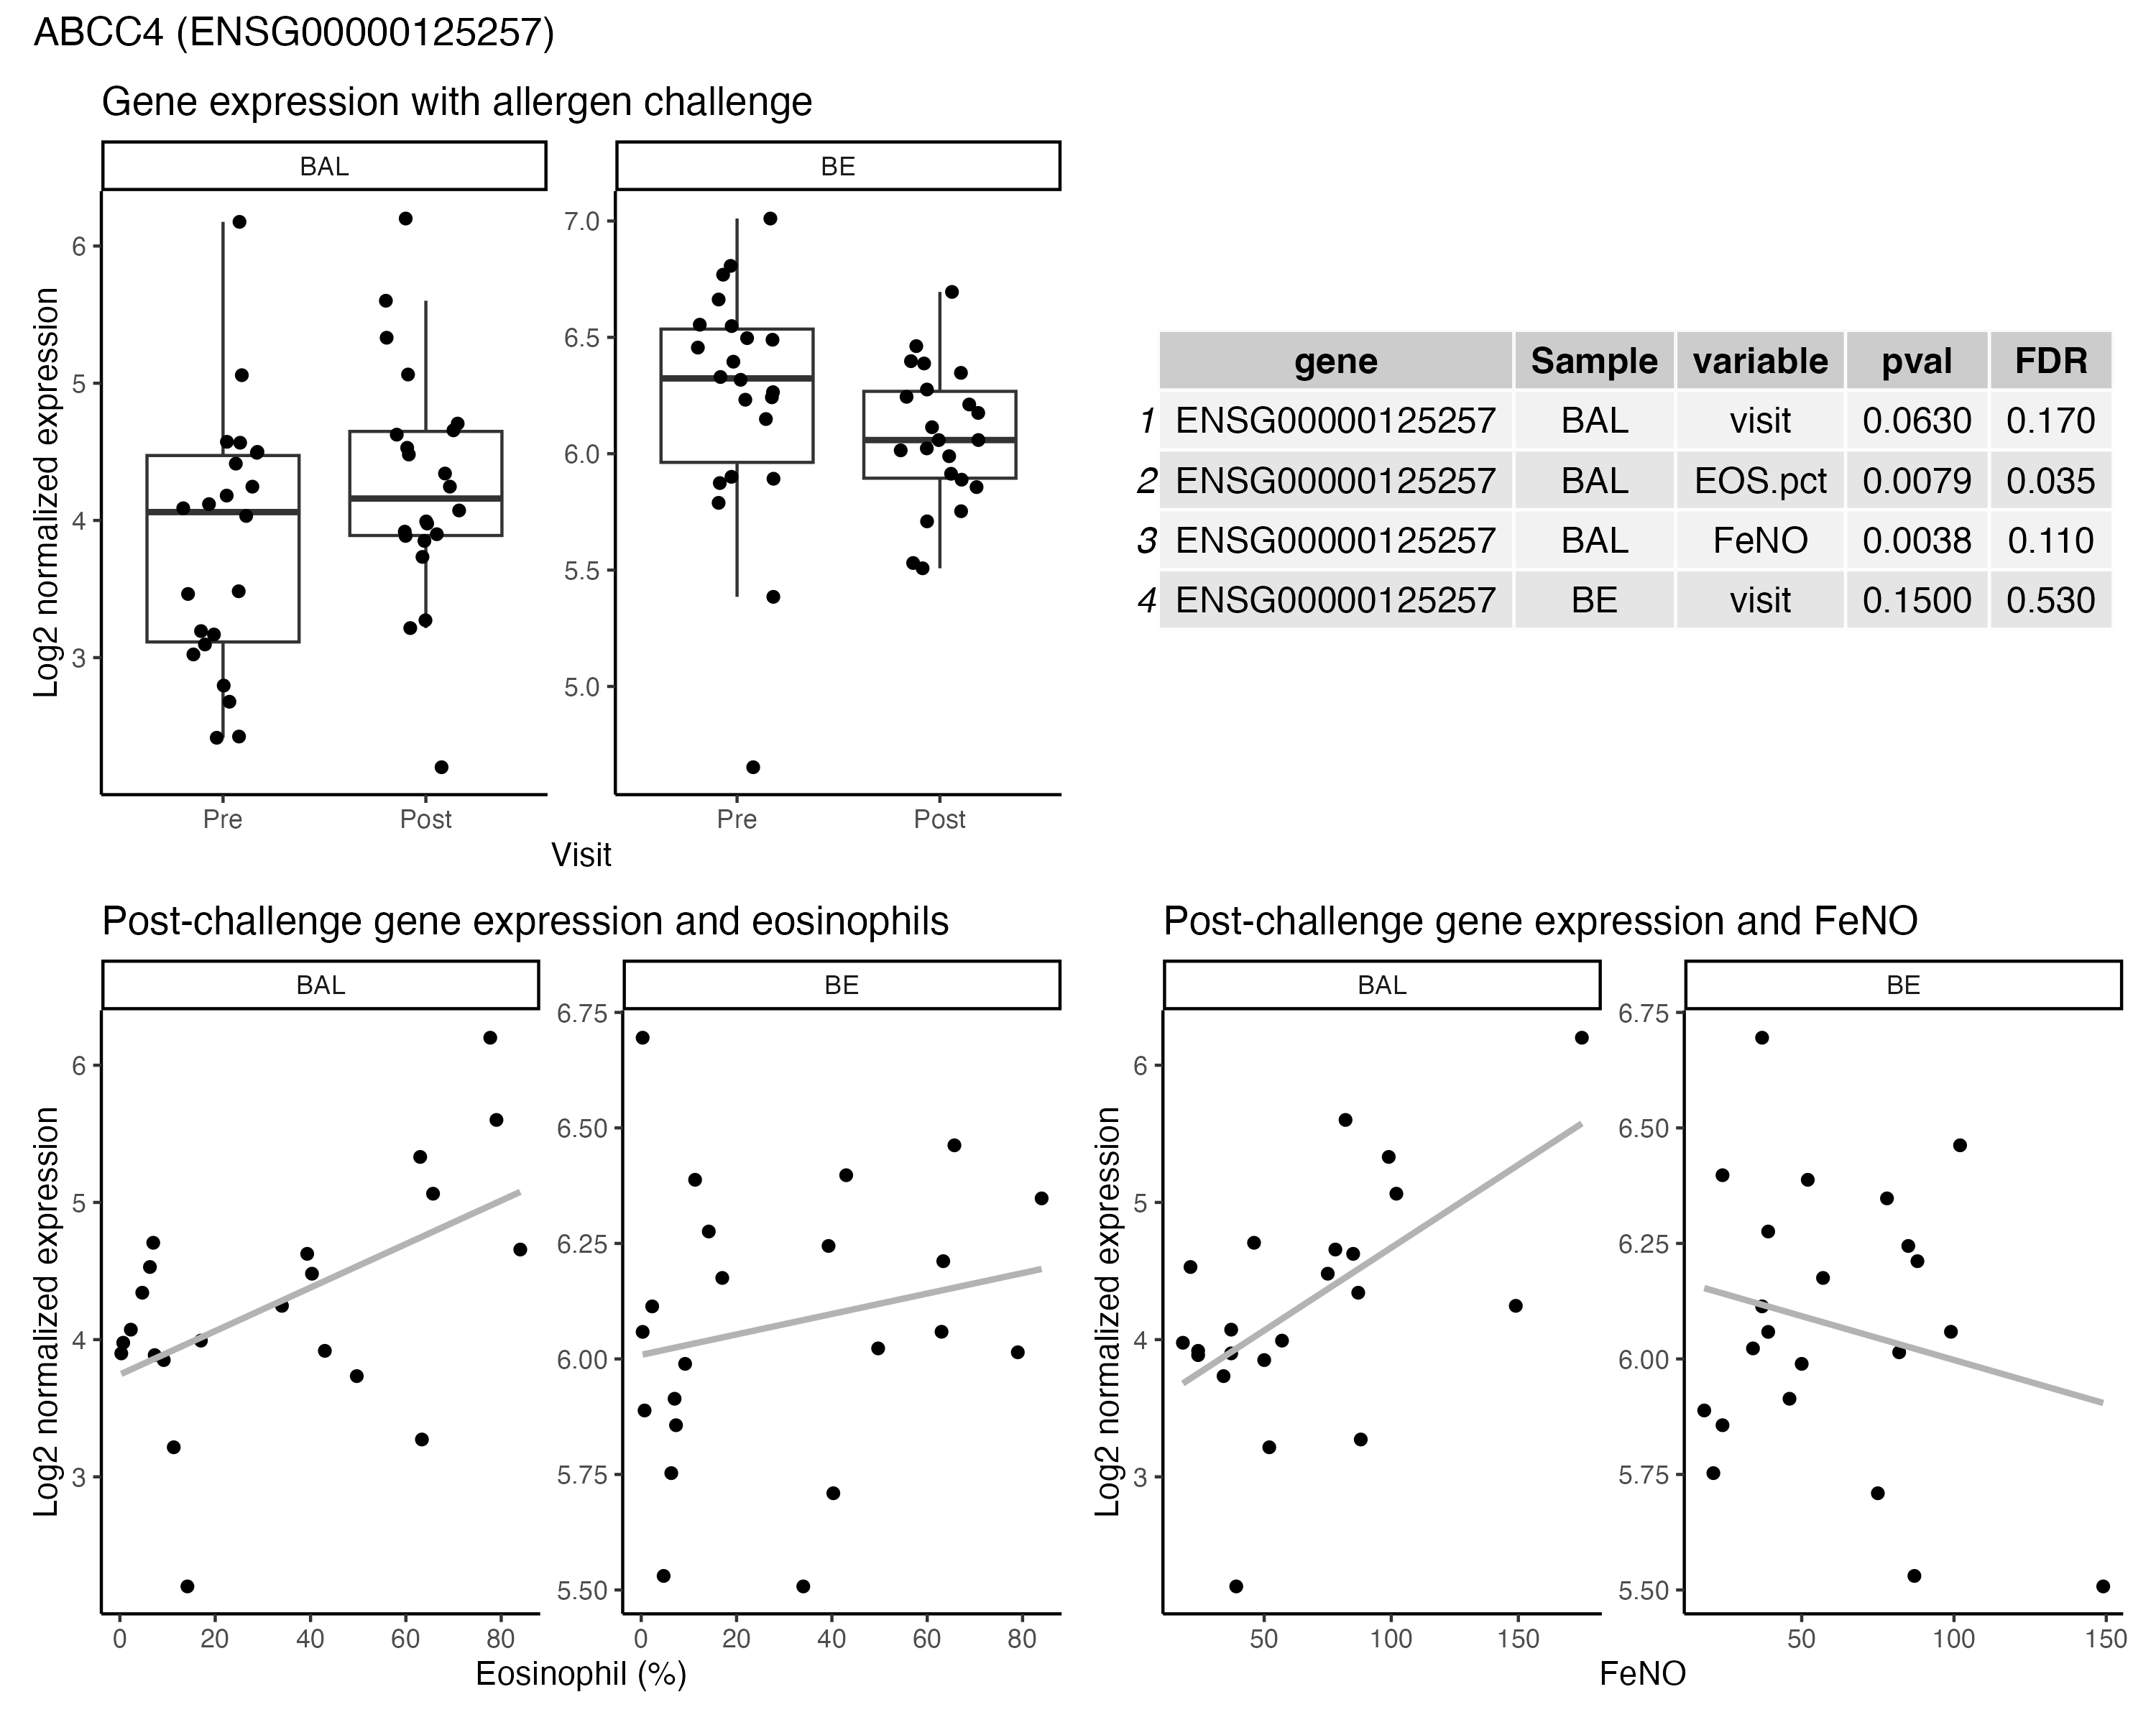 ABCC4 (ENSG00000125257)
Gene expression with allergen challenge
BAL
BE
Log2 normalized expression
6
5
4
3
7.0
6.5
6.0
5.5
5.0
Pre
Post
Pre
Post
Visit
gene Sample variable pval FDR
1 ENSG00000125257 BAL visit 0.0630 0.170
2 ENSG00000125257 BAL EOS.pct 0.0079 0.035
3 ENSG00000125257 BAL FeNO 0.0038 0.110
4 ENSG00000125257 BE visit 0.1500 0.530
Post-challenge gene expression and eosinophils
BAL
BE
Log2 normalized expression
6
5
4
3
6.75
6.50
6.25
6.00
5.75
5.50
0 20 40 60 80
0 20 40 60 80
Eosinophil (%)
Post-challenge gene expression and FeNO
BAL
BE
Log2 normalized expression
6
5
4
3
6.75
6.50
6.25
6.00
5.75
5.50
50 100 150
50 100 150
FeNO